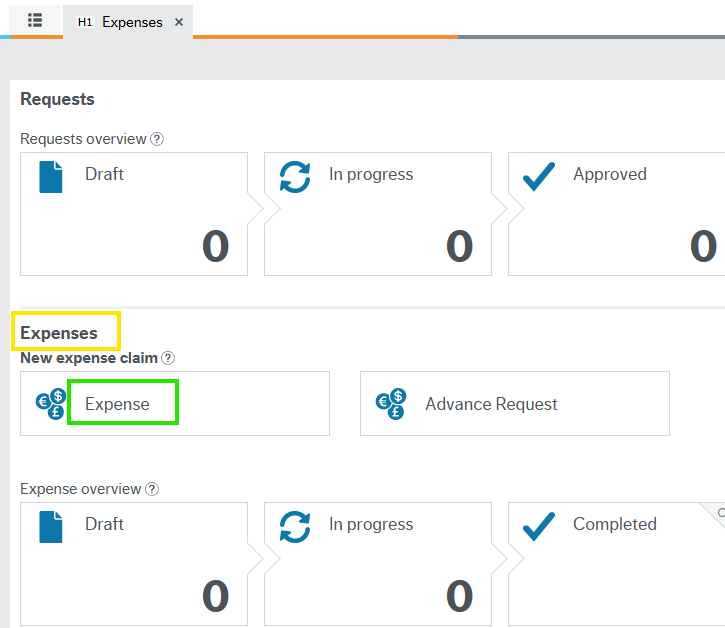 H1 Expenses ×
Requests
Requests overview ?
Draft
In progress
Approved
0
0
0
Expenses
New expense claim ?
€ $ £ Expense
€ $ £ Advance Request
Expense overview ?
Draft
In progress
Completed
0
0